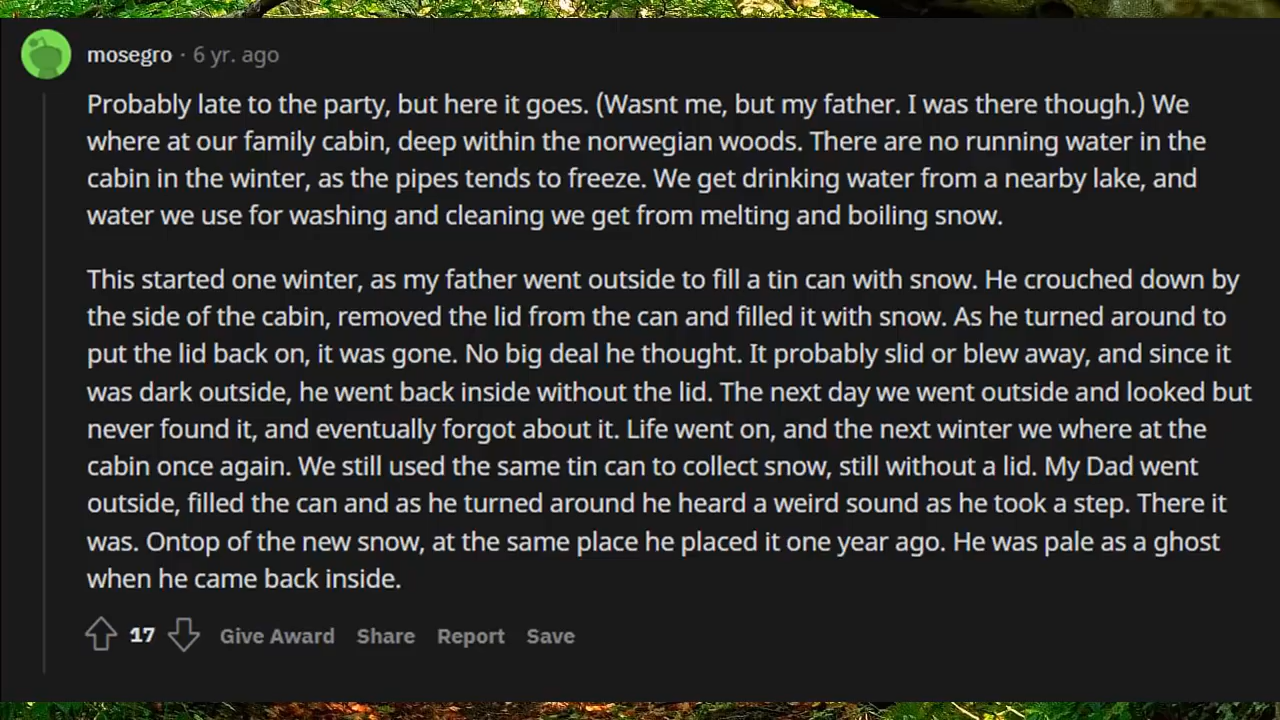 mosegro · 6 yr. ago
Probably late to the party, but here it goes. (Wasnt me, but my father. I was there though.) We
where at our family cabin, deep within the norwegian woods. There are no running water in the
cabin in the winter, as the pipes tends to freeze. We get drinking water from a nearby lake, and
water we use for washing and cleaning we get from melting and boiling snow.
This started one winter, as my father went outside to fill a tin can with snow. He crouched down by
the side of the cabin, removed the lid from the can and filled it with snow. As he turned around to
put the lid back on, it was gone. No big deal he thought. It probably slid or blew away, and since it
was dark outside, he went back inside without the lid. The next day we went outside and looked but
never found it, and eventually forgot about it. Life went on, and the next winter we where at the
cabin once again. We still used the same tin can to collect snow, still without a lid. My Dad went
outside, filled the can and as he turned around he heard a weird sound as he took a step. There it
was. Ontop of the new snow, at the same place he placed it one year ago. He was pale as a ghost
when he came back inside.
17 Give Award Share Report Save